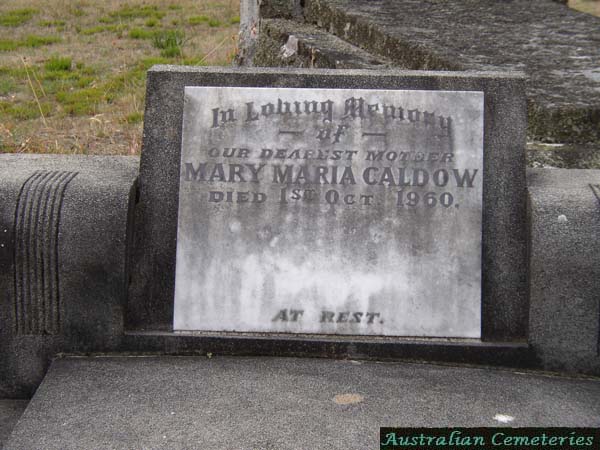 In Loving Memory
— of —
OUR DEAREST MOTHER
MARY MARIA CALDOW
DIED 1ST OCT. 1960.
AT REST.
Australian Cemeteries